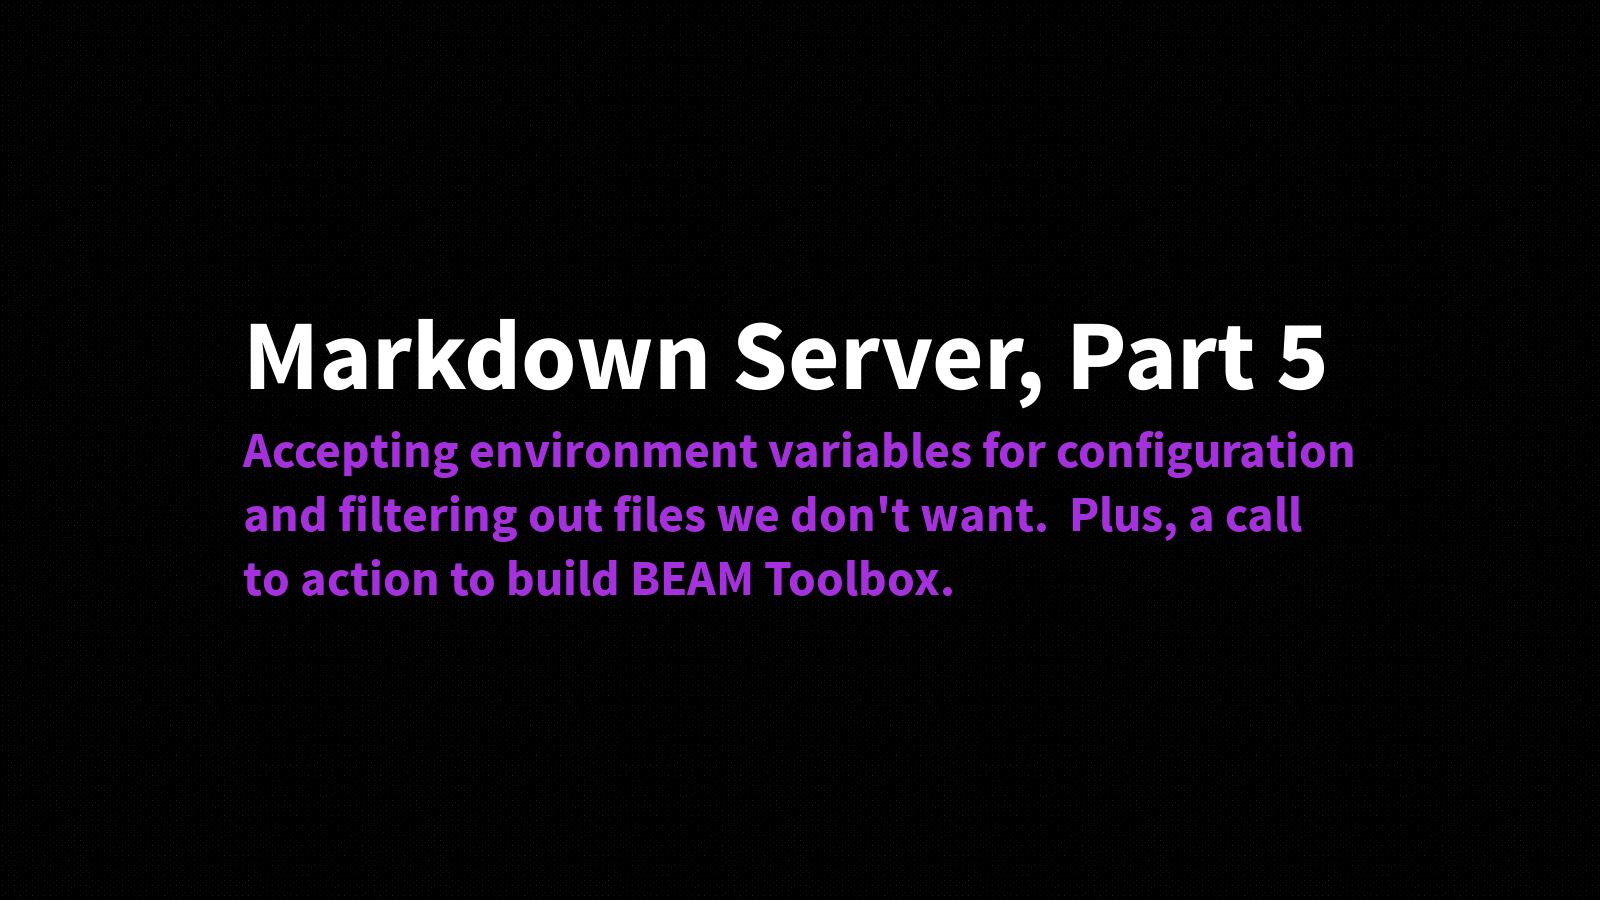 Markdown Server, Part 5
Accepting environment variables for configuration
and filtering out files we don't want.  Plus, a call
to action to build BEAM Toolbox.